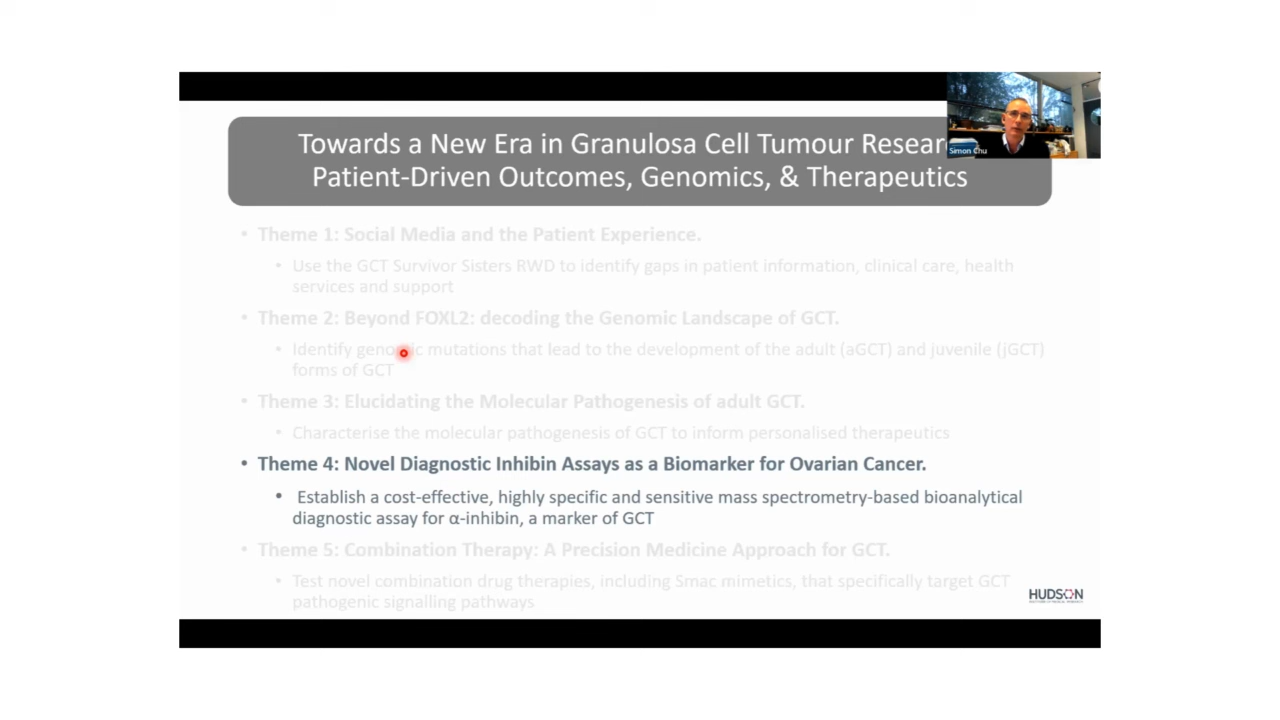 Towards a New Era in Granulosa Cell Tumour Resear
Patient-Driven Outcomes, Genomics, & Therapeutics
Simon Chu
• Theme 1: Social Media and the Patient Experience.
• Use the GCT Survivor Sisters RWD to identify gaps in patient information, clinical care, health
services and support
• Theme 2: Beyond FOXL2: decoding the Genomic Landscape of GCT.
• Identify genomic mutations that lead to the development of the adult (aGCT) and juvenile (jGCT)
forms of GCT
• Theme 3: Elucidating the Molecular Pathogenesis of adult GCT.
• Characterise the molecular pathogenesis of GCT to inform personalised therapeutics
• Theme 4: Novel Diagnostic Inhibin Assays as a Biomarker for Ovarian Cancer.
• Establish a cost-effective, highly specific and sensitive mass spectrometry-based bioanalytical
diagnostic assay for α-inhibin, a marker of GCT
• Theme 5: Combination Therapy: A Precision Medicine Approach for GCT.
• Test novel combination drug therapies, including Smac mimetics, that specifically target GCT
pathogenic signalling pathways
HUDSON